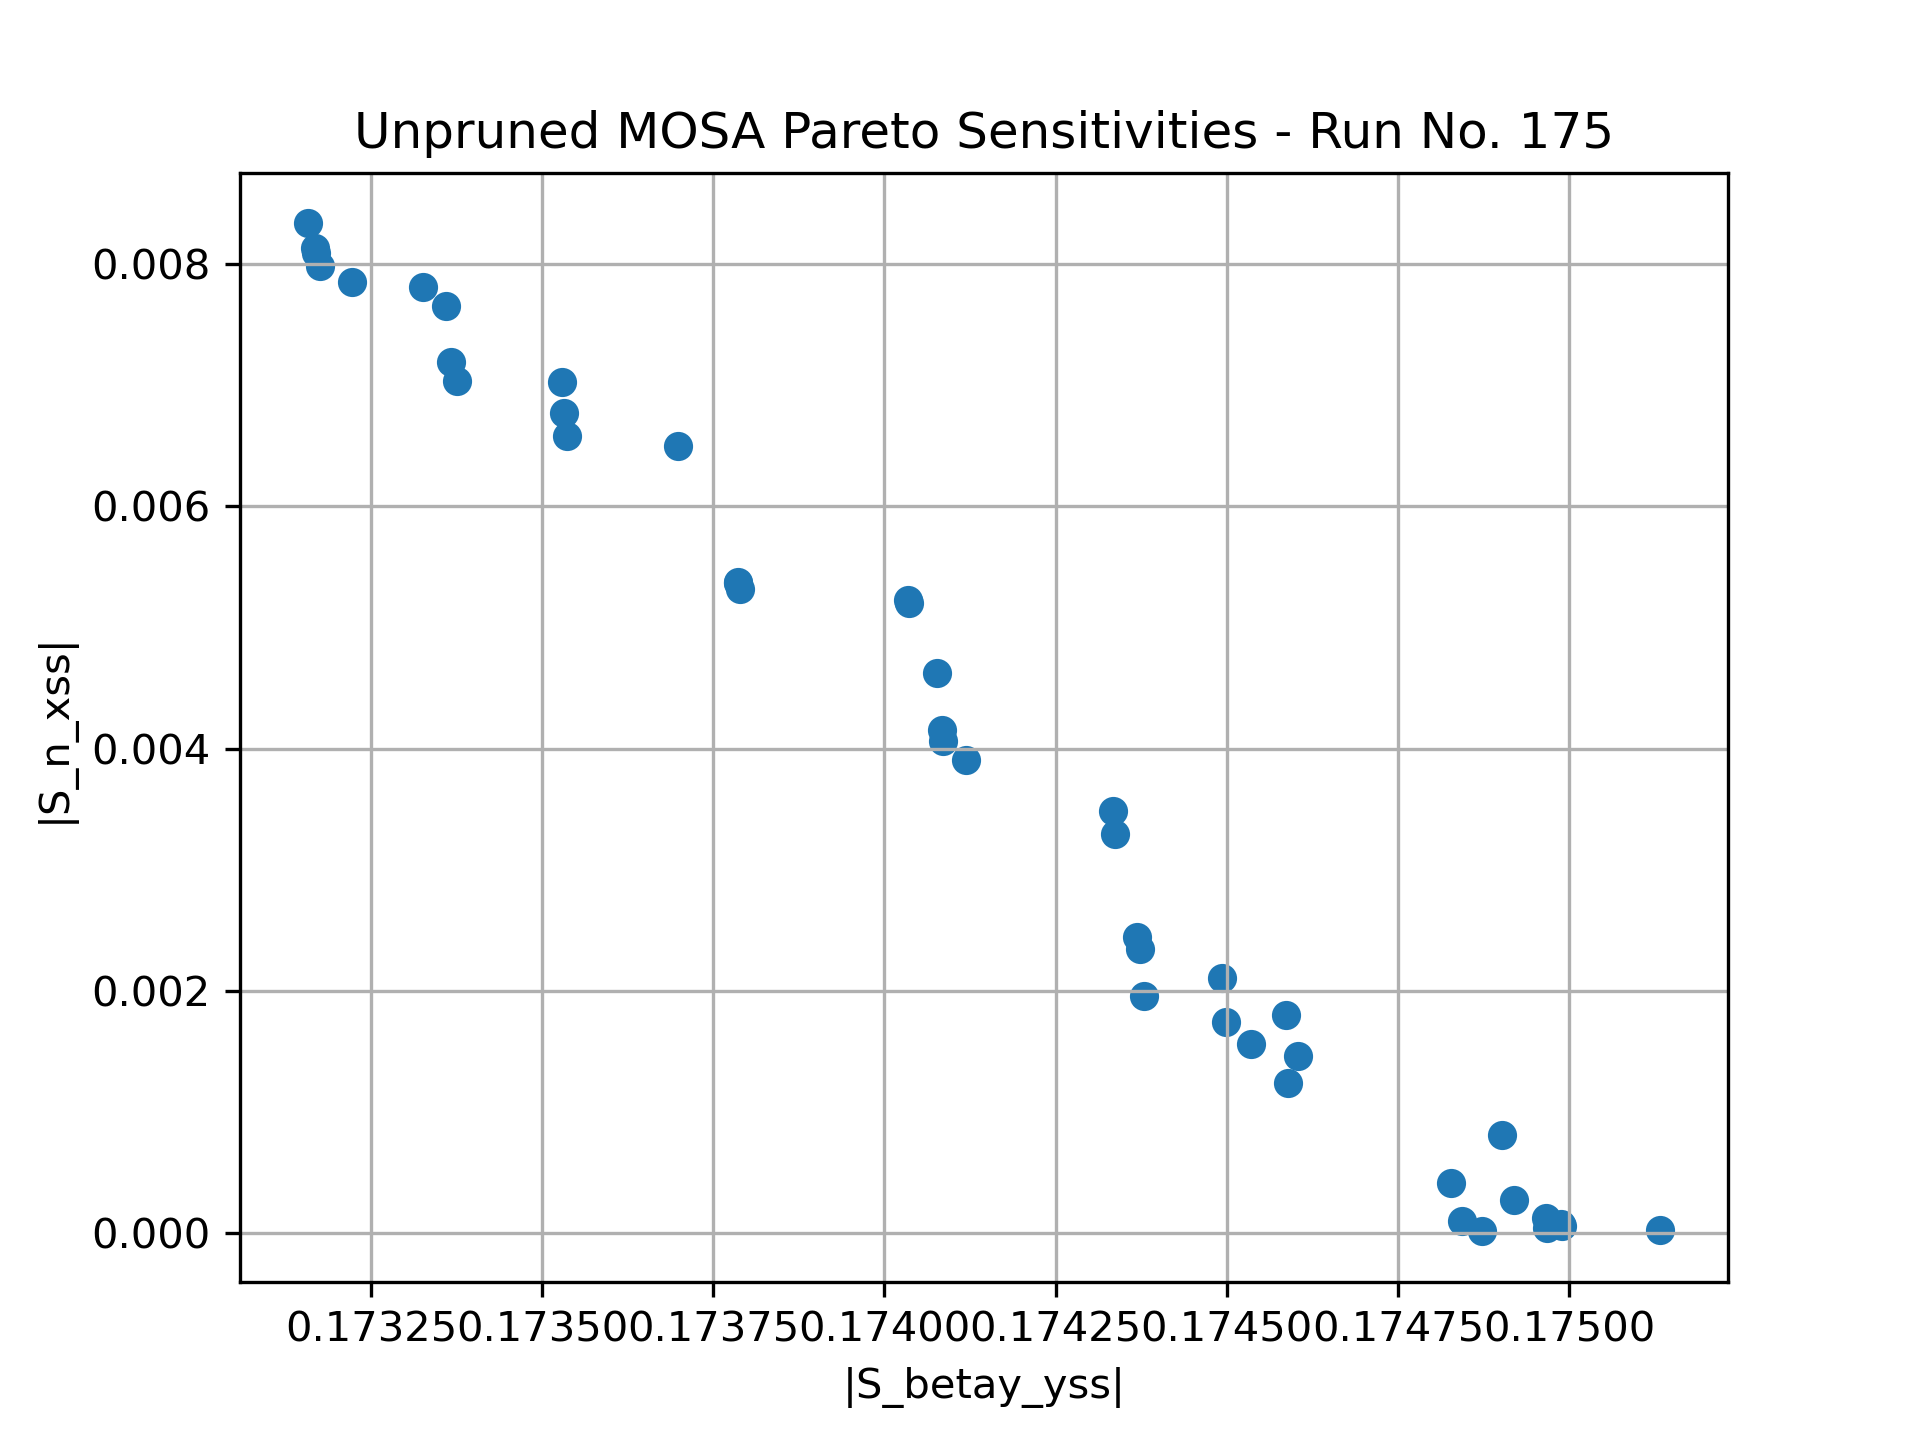 Unpruned MOSA Pareto Sensitivities - Run No. 175
0.008
0.006
0.004
0.002
0.000
|S_n_xss|
0.173250.173500.173750.174000.174250.174500.174750.17500
|S_betay_yss|